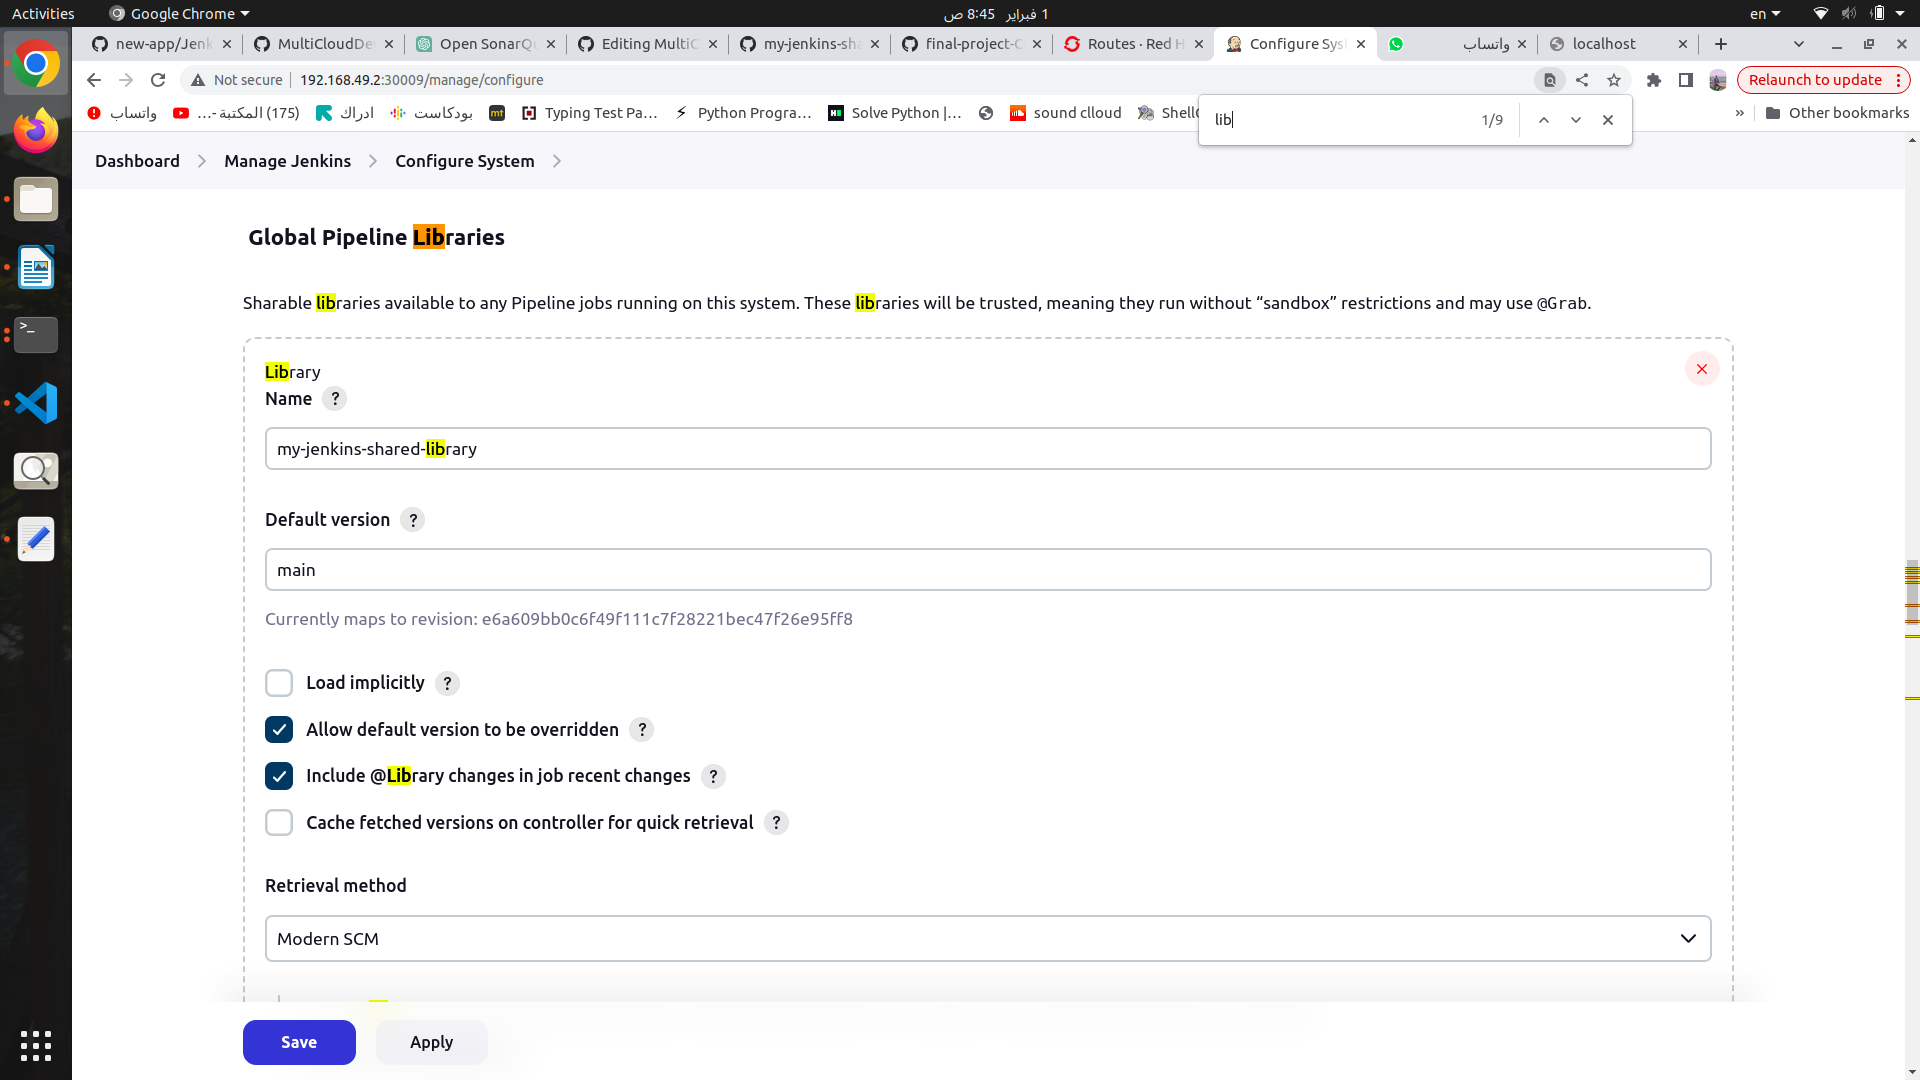 Activities Google Chrome 1 فبراير 8:45 ص en
new-app/Jenk MultiCloudDev Open SonarQu Editing MultiC my-jenkins-sha final-project-C Routes · Red H Configure Syst واتساب localhost
Not secure 192.168.49.2:30009/manage/configure Relaunch to update
واتساب (175) المكتبة -… ادراك بودكاست mt Typing Test Pa… Python Progra… Solve Python |… sound clloud ShellC » Other bookmarks
lib 1/9
Dashboard Manage Jenkins Configure System
Global Pipeline Libraries
Sharable libraries available to any Pipeline jobs running on this system. These libraries will be trusted, meaning they run without “sandbox” restrictions and may use @Grab.
Library
Name ?
my-jenkins-shared-library
Default version ?
main
Currently maps to revision: e6a609bb0c6f49f111c7f28221bec47f26e95ff8
Load implicitly ?
Allow default version to be overridden ?
Include @Library changes in job recent changes ?
Cache fetched versions on controller for quick retrieval ?
Retrieval method
Modern SCM
Save Apply